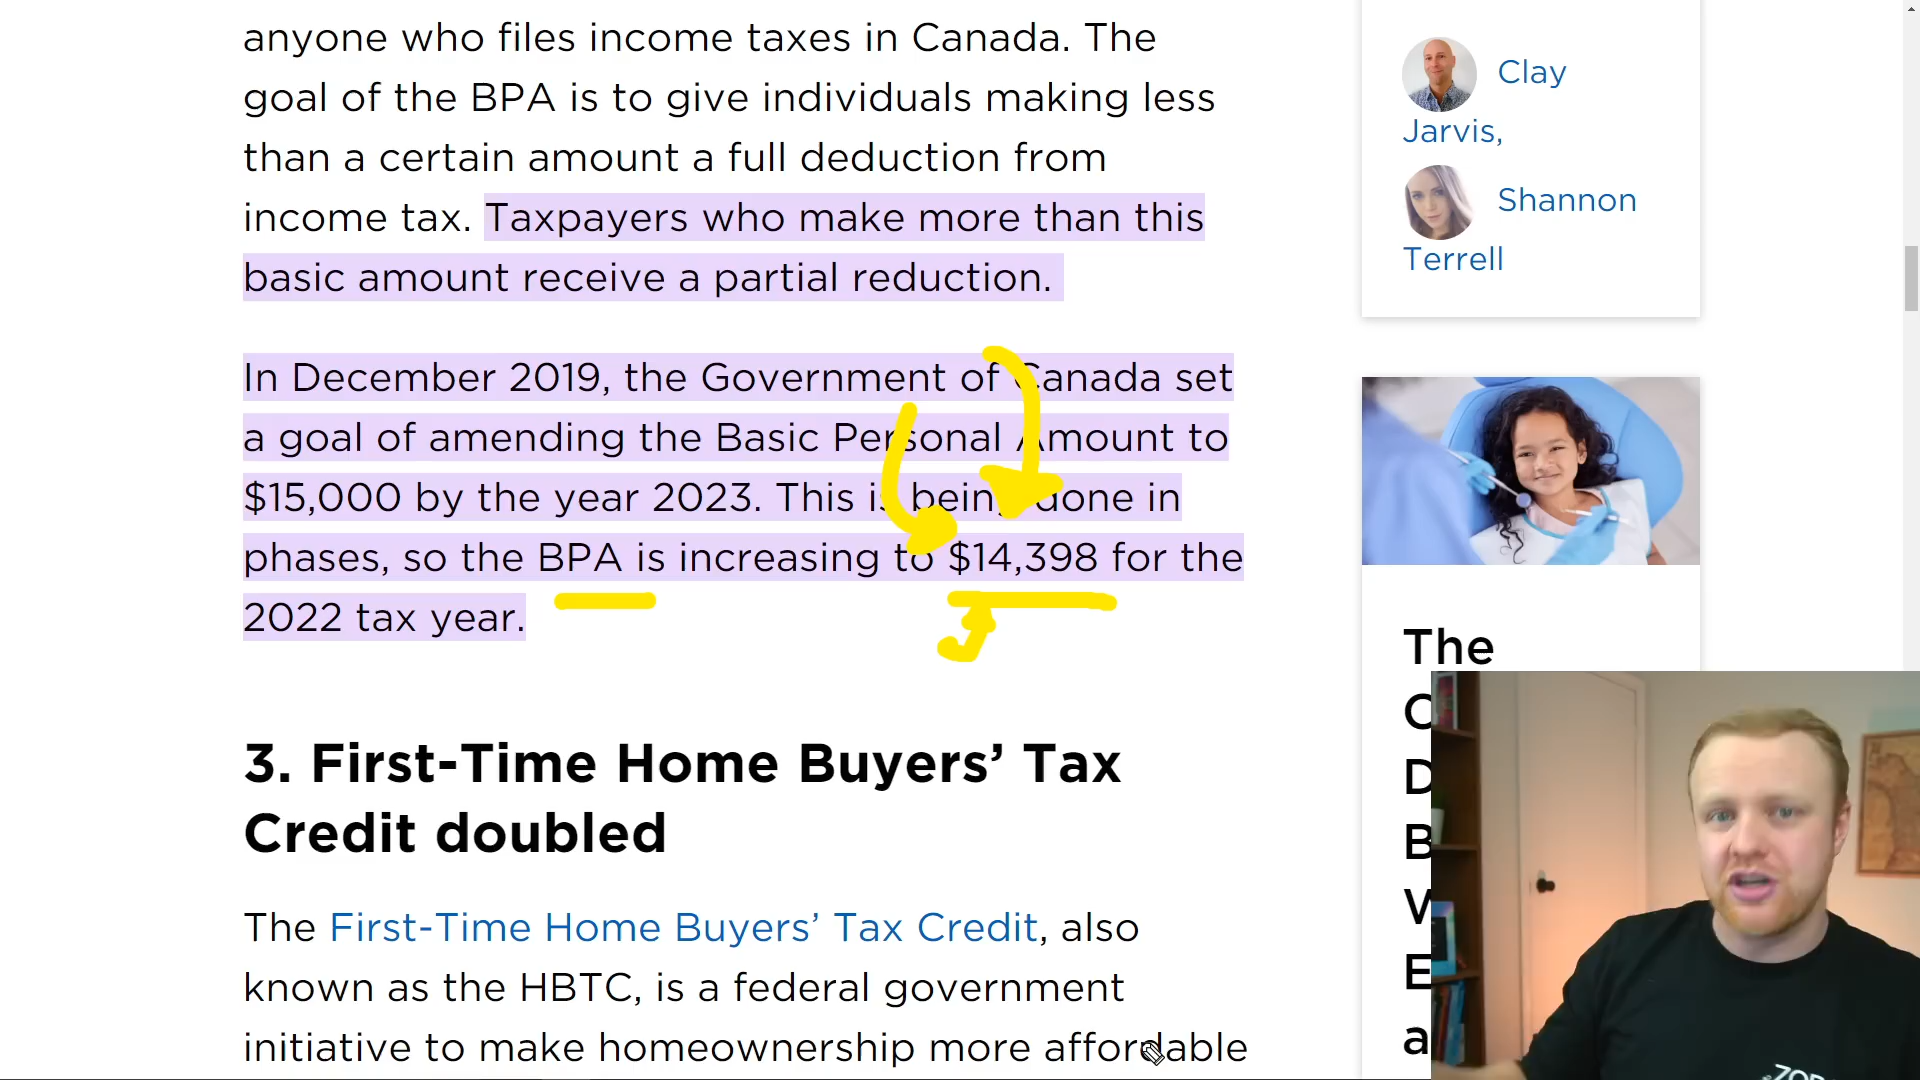 anyone who files income taxes in Canada. The
goal of the BPA is to give individuals making less
than a certain amount a full deduction from
income tax. Taxpayers who make more than this
basic amount receive a partial reduction.
In December 2019, the Government of Canada set
a goal of amending the Basic Personal Amount to
$15,000 by the year 2023. This is being done in
phases, so the BPA is increasing to $14,398 for the
2022 tax year.
3. First-Time Home Buyers’ Tax
Credit doubled
The First-Time Home Buyers’ Tax Credit, also
known as the HBTC, is a federal government
initiative to make homeownership more affordable
Clay
Jarvis,
Shannon
Terrell
The